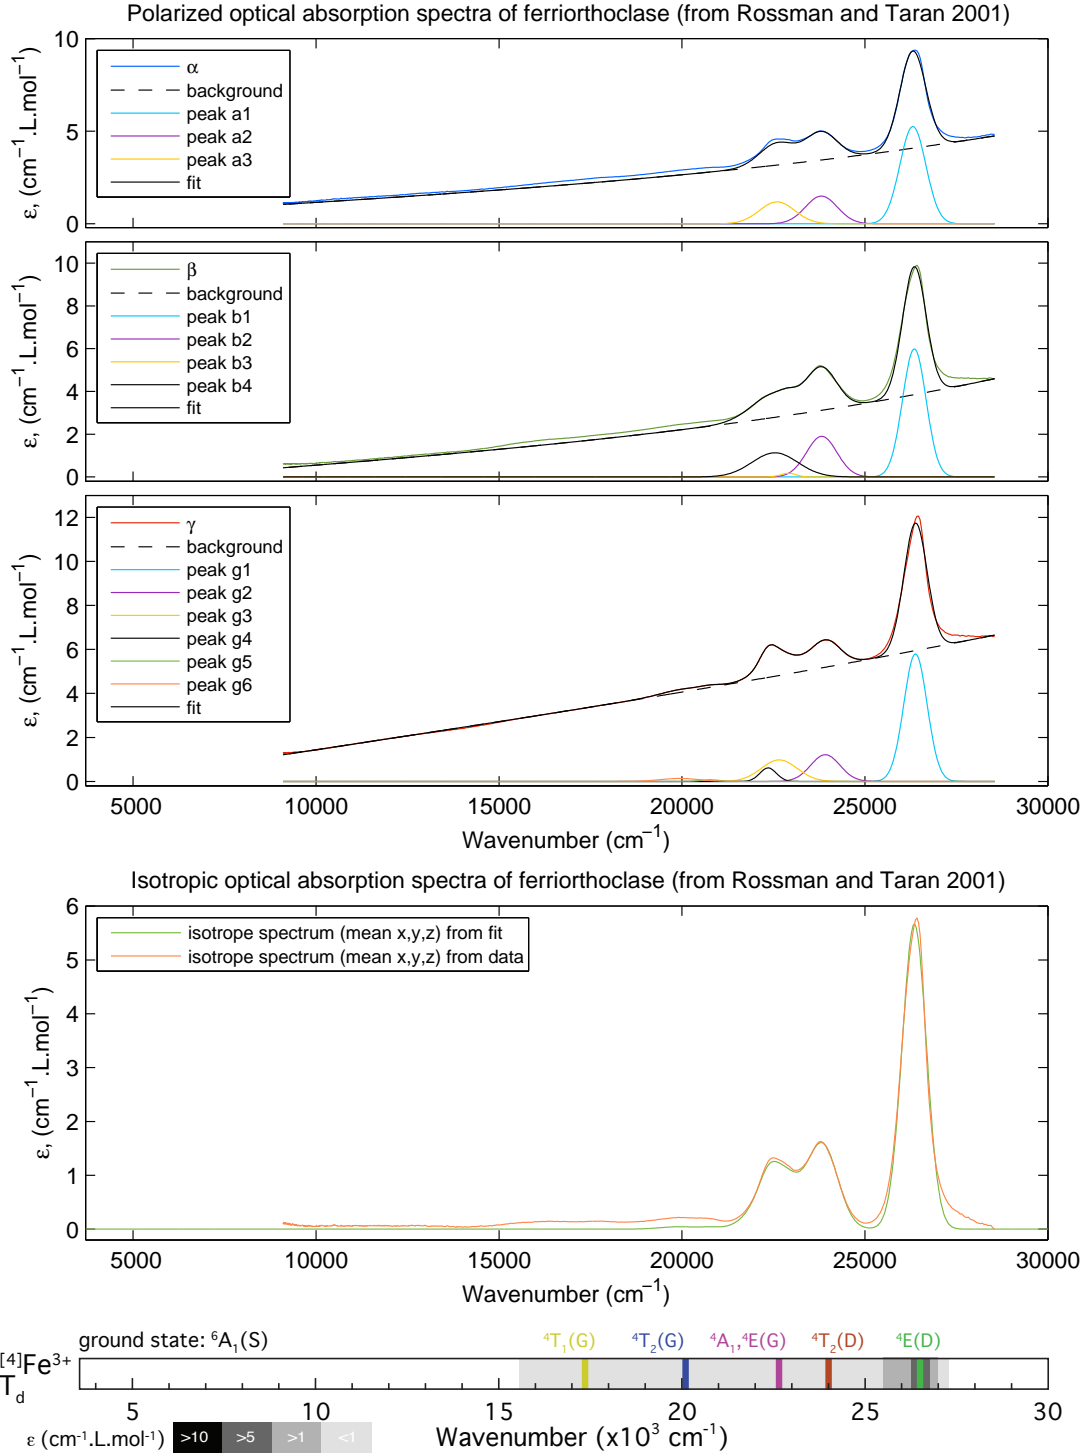 Polarized optical absorption spectra of ferriorthoclase (from Rossman and Taran 2001)
10
5
0
ε, (cm⁻¹.L.mol⁻¹)
α
background
peak a1
peak a2
peak a3
fit
10
8
6
4
2
0
ε, (cm⁻¹.L.mol⁻¹)
β
background
peak b1
peak b2
peak b3
peak b4
fit
12
10
8
6
4
2
0
ε, (cm⁻¹.L.mol⁻¹)
γ
background
peak g1
peak g2
peak g3
peak g4
peak g5
peak g6
fit
5000 10000 15000 20000 25000 30000
Wavenumber (cm⁻¹)
Isotropic optical absorption spectra of ferriorthoclase (from Rossman and Taran 2001)
6
5
4
3
2
1
0
ε, (cm⁻¹.L.mol⁻¹)
isotrope spectrum (mean x,y,z) from fit
isotrope spectrum (mean x,y,z) from data
5000 10000 15000 20000 25000 30000
Wavenumber (cm⁻¹)
ground state: ⁶A₁(S) ⁴T₁(G) ⁴T₂(G) ⁴A₁,⁴E(G) ⁴T₂(D) ⁴E(D)
[4]Fe³⁺
T_d
5 10 15 20 25 30
ε (cm⁻¹.L.mol⁻¹) >10 >5 >1 <1
Wavenumber (x10³ cm⁻¹)